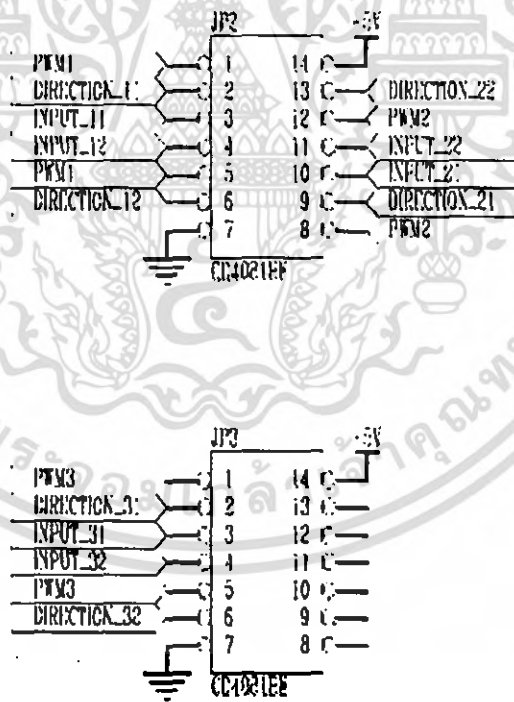 JP2
+5V
PWM1 1 14
DIRECTION_11 2 13 DIRECTION_22
INPUT_11 3 12 PWM2
INPUT_12 4 11 INPUT_22
PWM1 5 10 INPUT_21
DIRECTION_12 6 9 DIRECTION_21
7 8 PWM2
JP3
+5V
PWM3 1 14
DIRECTION_31 2 13
INPUT_31 3 12
INPUT_32 4 11
PWM3 5 10
DIRECTION_32 6 9
7 8